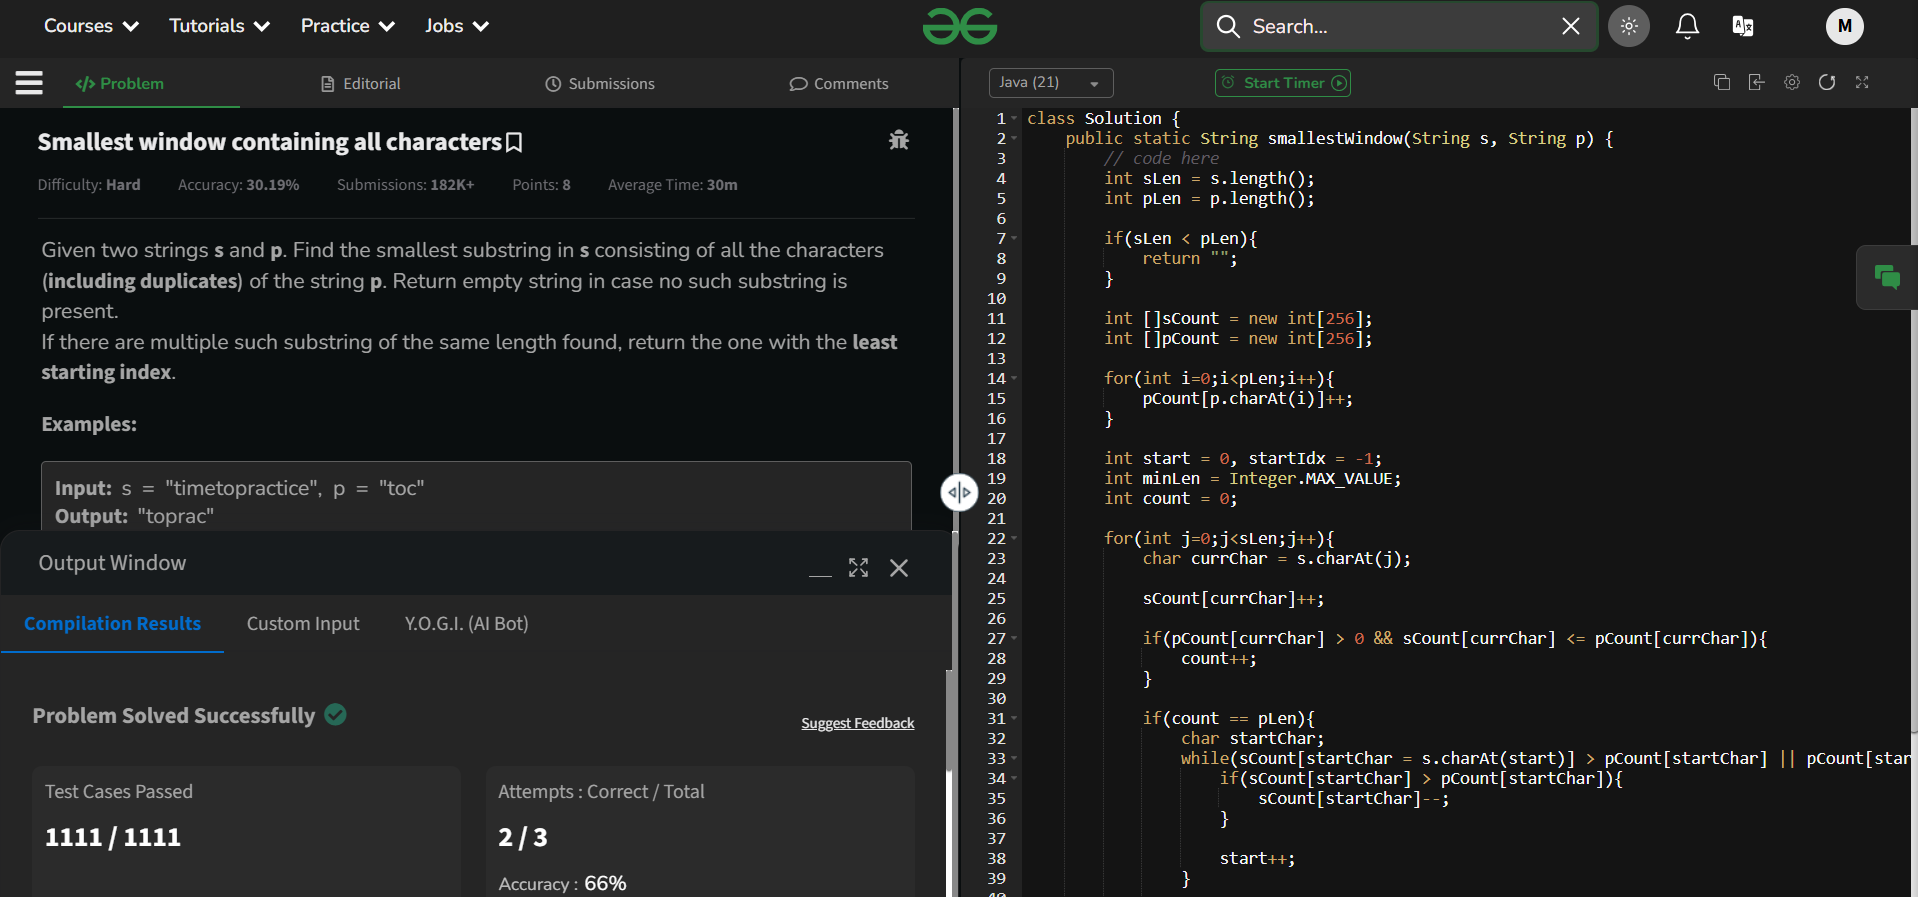 Courses Tutorials Practice Jobs Search... M
Problem Editorial Submissions Comments
Smallest window containing all characters
Difficulty: Hard Accuracy: 30.19% Submissions: 182K+ Points: 8 Average Time: 30m
Given two strings s and p. Find the smallest substring in s consisting of all the characters
(including duplicates) of the string p. Return empty string in case no such substring is
present.
If there are multiple such substring of the same length found, return the one with the least
starting index.
Examples:
Input: s = "timetopractice", p = "toc"
Output: "toprac"
Output Window
Compilation Results Custom Input Y.O.G.I. (AI Bot)
Problem Solved Successfully
Suggest Feedback
Test Cases Passed
1111 / 1111
Attempts : Correct / Total
2 / 3
Accuracy : 66%
Java (21) Start Timer
1 class Solution {
2     public static String smallestWindow(String s, String p) {
3         // code here
4         int sLen = s.length();
5         int pLen = p.length();
6
7         if(sLen < pLen){
8             return "";
9         }
10
11         int []sCount = new int[256];
12         int []pCount = new int[256];
13
14         for(int i=0;i<pLen;i++){
15             pCount[p.charAt(i)]++;
16         }
17
18         int start = 0, startIdx = -1;
19         int minLen = Integer.MAX_VALUE;
20         int count = 0;
21
22         for(int j=0;j<sLen;j++){
23             char currChar = s.charAt(j);
24
25             sCount[currChar]++;
26
27             if(pCount[currChar] > 0 && sCount[currChar] <= pCount[currChar]){
28                 count++;
29             }
30
31             if(count == pLen){
32                 char startChar;
33                 while(sCount[startChar = s.charAt(start)] > pCount[startChar] || pCount[star
34                     if(sCount[startChar] > pCount[startChar]){
35                         sCount[startChar]--;
36                     }
37
38                     start++;
39                 }